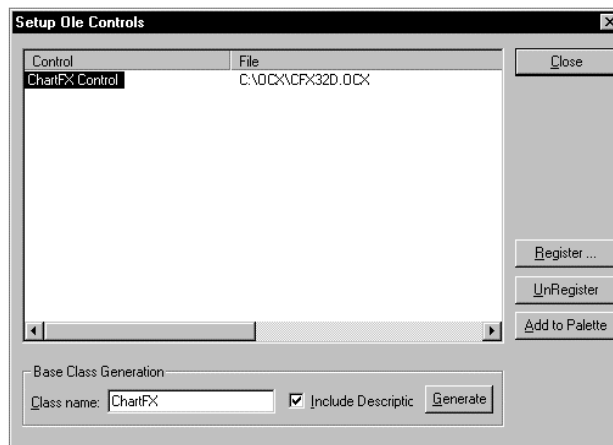 Setup Ole Controls
Control File
ChartFX Control C:\OCX\CFX32D.OCX
Close
Register ...
UnRegister
Add to Palette
Base Class Generation
Class name: ChartFX Include Descriptic Generate